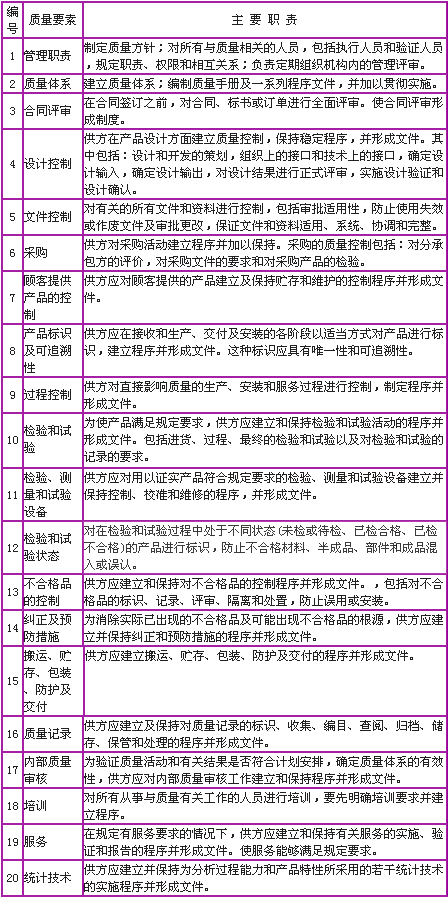 编号 质量要素 主 要 职 责
1 管理职责 制定质量方针；对所有与质量相关的人员，包括执行人员和验证人员
，规定职责、权限和相互关系；负责定期组织机构内的管理评审。
2 质量体系 建立质量体系；编制质量手册及一系列程序文件，并加以贯彻实施。
3 合同评审 在合同签订之前，对合同、标书或订单进行全面评审。使合同评审形
成制度。
4 设计控制 供方在产品设计方面建立质量控制，保持稳定程序，并形成文件。其
中包括：设计和开发的策划，组织上的接口和技术上的接口，确定设
计输入，确定设计输出，对设计结果进行正式评审，实施设计验证和
设计确认。
5 文件控制 对有关的所有文件和资料进行控制，包括审批适用性，防止使用失效
或作废文件及审批更改，保证文件和资料适用、系统、协调和完整。
6 采购 供方对采购活动建立程序并加以保持。采购的质量控制包括：对分承
包方的评价，对采购文件的要求和对采购产品的检验。
7 顾客提供
产品的控
制
供方应对顾客提供的产品建立及保持贮存和维护的控制程序并形成文
件。
8 产品标识
及可追溯
性
供方应在接收和生产、交付及安装的各阶段以适当方式对产品进行标
识，建立程序并形成文件。这种标识应具有唯一性和可追溯性。
9 过程控制 供方对直接影响质量的生产、安装和服务过程进行控制，制定程序并
形成文件。
10 检验和试
验
为使产品满足规定要求，供方应建立和保持检验和试验活动的程序并
形成文件。包括进货、过程、最终的检验和试验以及对检验和试验的
记录的要求。
11 检验、测
量和试验
设备
供方应对用以证实产品符合规定要求的检验、测量和试验设备建立并
保持控制、校准和维修的程序，并形成文件。
12 检验和试
验状态
对在检验和试验过程中处于不同状态(未检或待检、已检合格、已检
不合格)的产品进行标识，防止不合格材料、半成品、部件和成品混
入或误认。
13 不合格品
的控制
供方应建立和保持对不合格品的控制程序并形成文件。，包括对不合
格品的标识、记录、评审、隔离和处置，防止误用或安装。
14 纠正及预
防措施
为消除实际已出现的不合格品及可能出现不合格品的根源，供方应建
立并保持纠正和预防措施的程序并形成文件。
15 搬运、贮
存、包装
、防护及
交付
供方应建立搬运、贮存、包装、防护及交付的程序并形成文件。
16 质量记录 供方应建立及保持对质量记录的标识、收集、编目、查阅、归档、储
存、保管和处理的程序并形成文件。
17 内部质量
审核
为验证质量活动和有关结果是否符合计划安排，确定质量体系的有效
性，供方应对内部质量审核工作建立和保持程序并形成文件。
18 培训 对所有从事与质量有关工作的人员进行培训，要先明确培训要求并建
立程序。
19 服务 在规定有服务要求的情况下，供方应建立和保持有关服务的实施、验
证和报告的程序并形成文件。使服务能够满足规定要求。
20 统计技术 供方应建立并保持为分析过程能力和产品特性所采用的若干统计技术
的实施程序并形成文件。